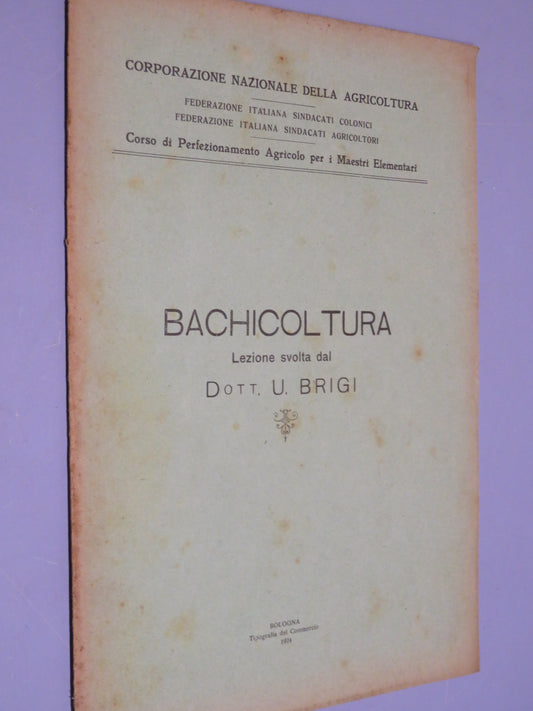 CORPORAZIONE NAZIONALE DELLA AGRICOLTURA
FEDERAZIONE ITALIANA SINDACATI COLONICI
FEDERAZIONE ITALIANA SINDACATI AGRICOLTORI
Corso di Perfezionamento Agricolo per i Maestri Elementari
BACHICOLTURA
Lezione svolta dal
DOTT. U. BRIGI
BOLOGNA
Tipografia del Commercio
1924